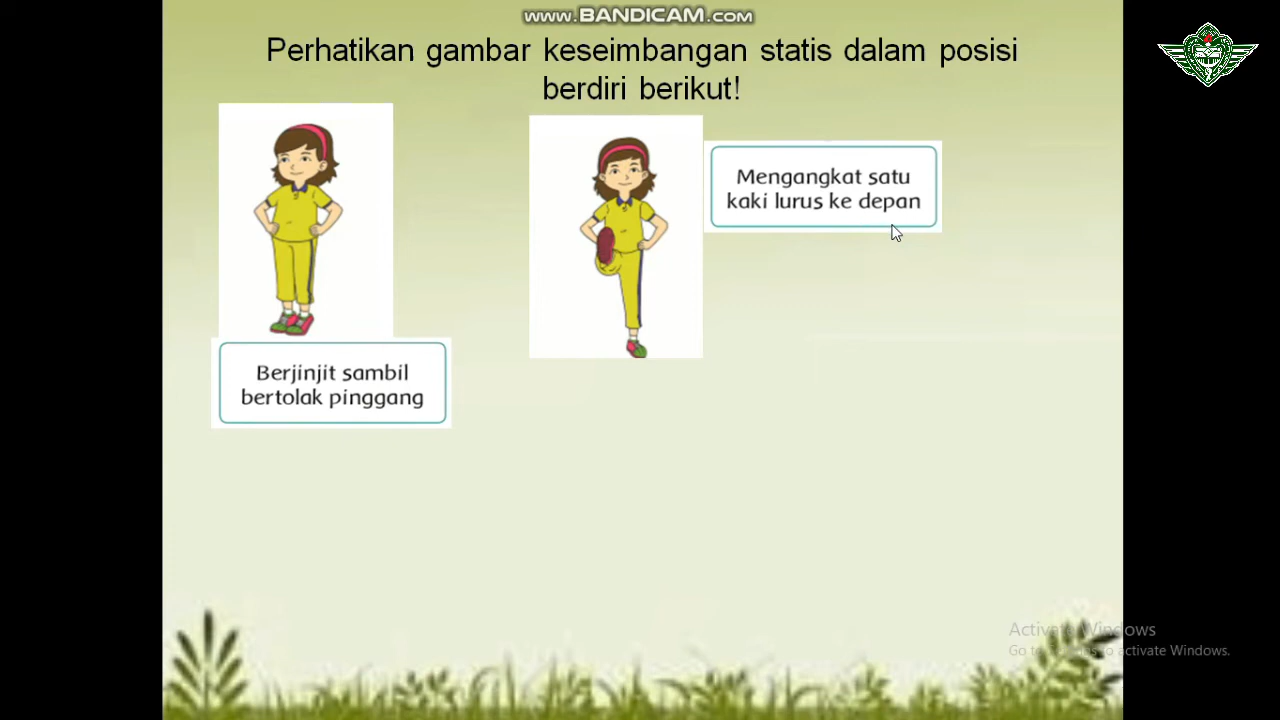 www.BANDICAM.com
Perhatikan gambar keseimbangan statis dalam posisi
berdiri berikut!
Mengangkat satu
kaki lurus ke depan
Berjinjit sambil
bertolak pinggang
Activate Windows
Go to Settings to activate Windows.